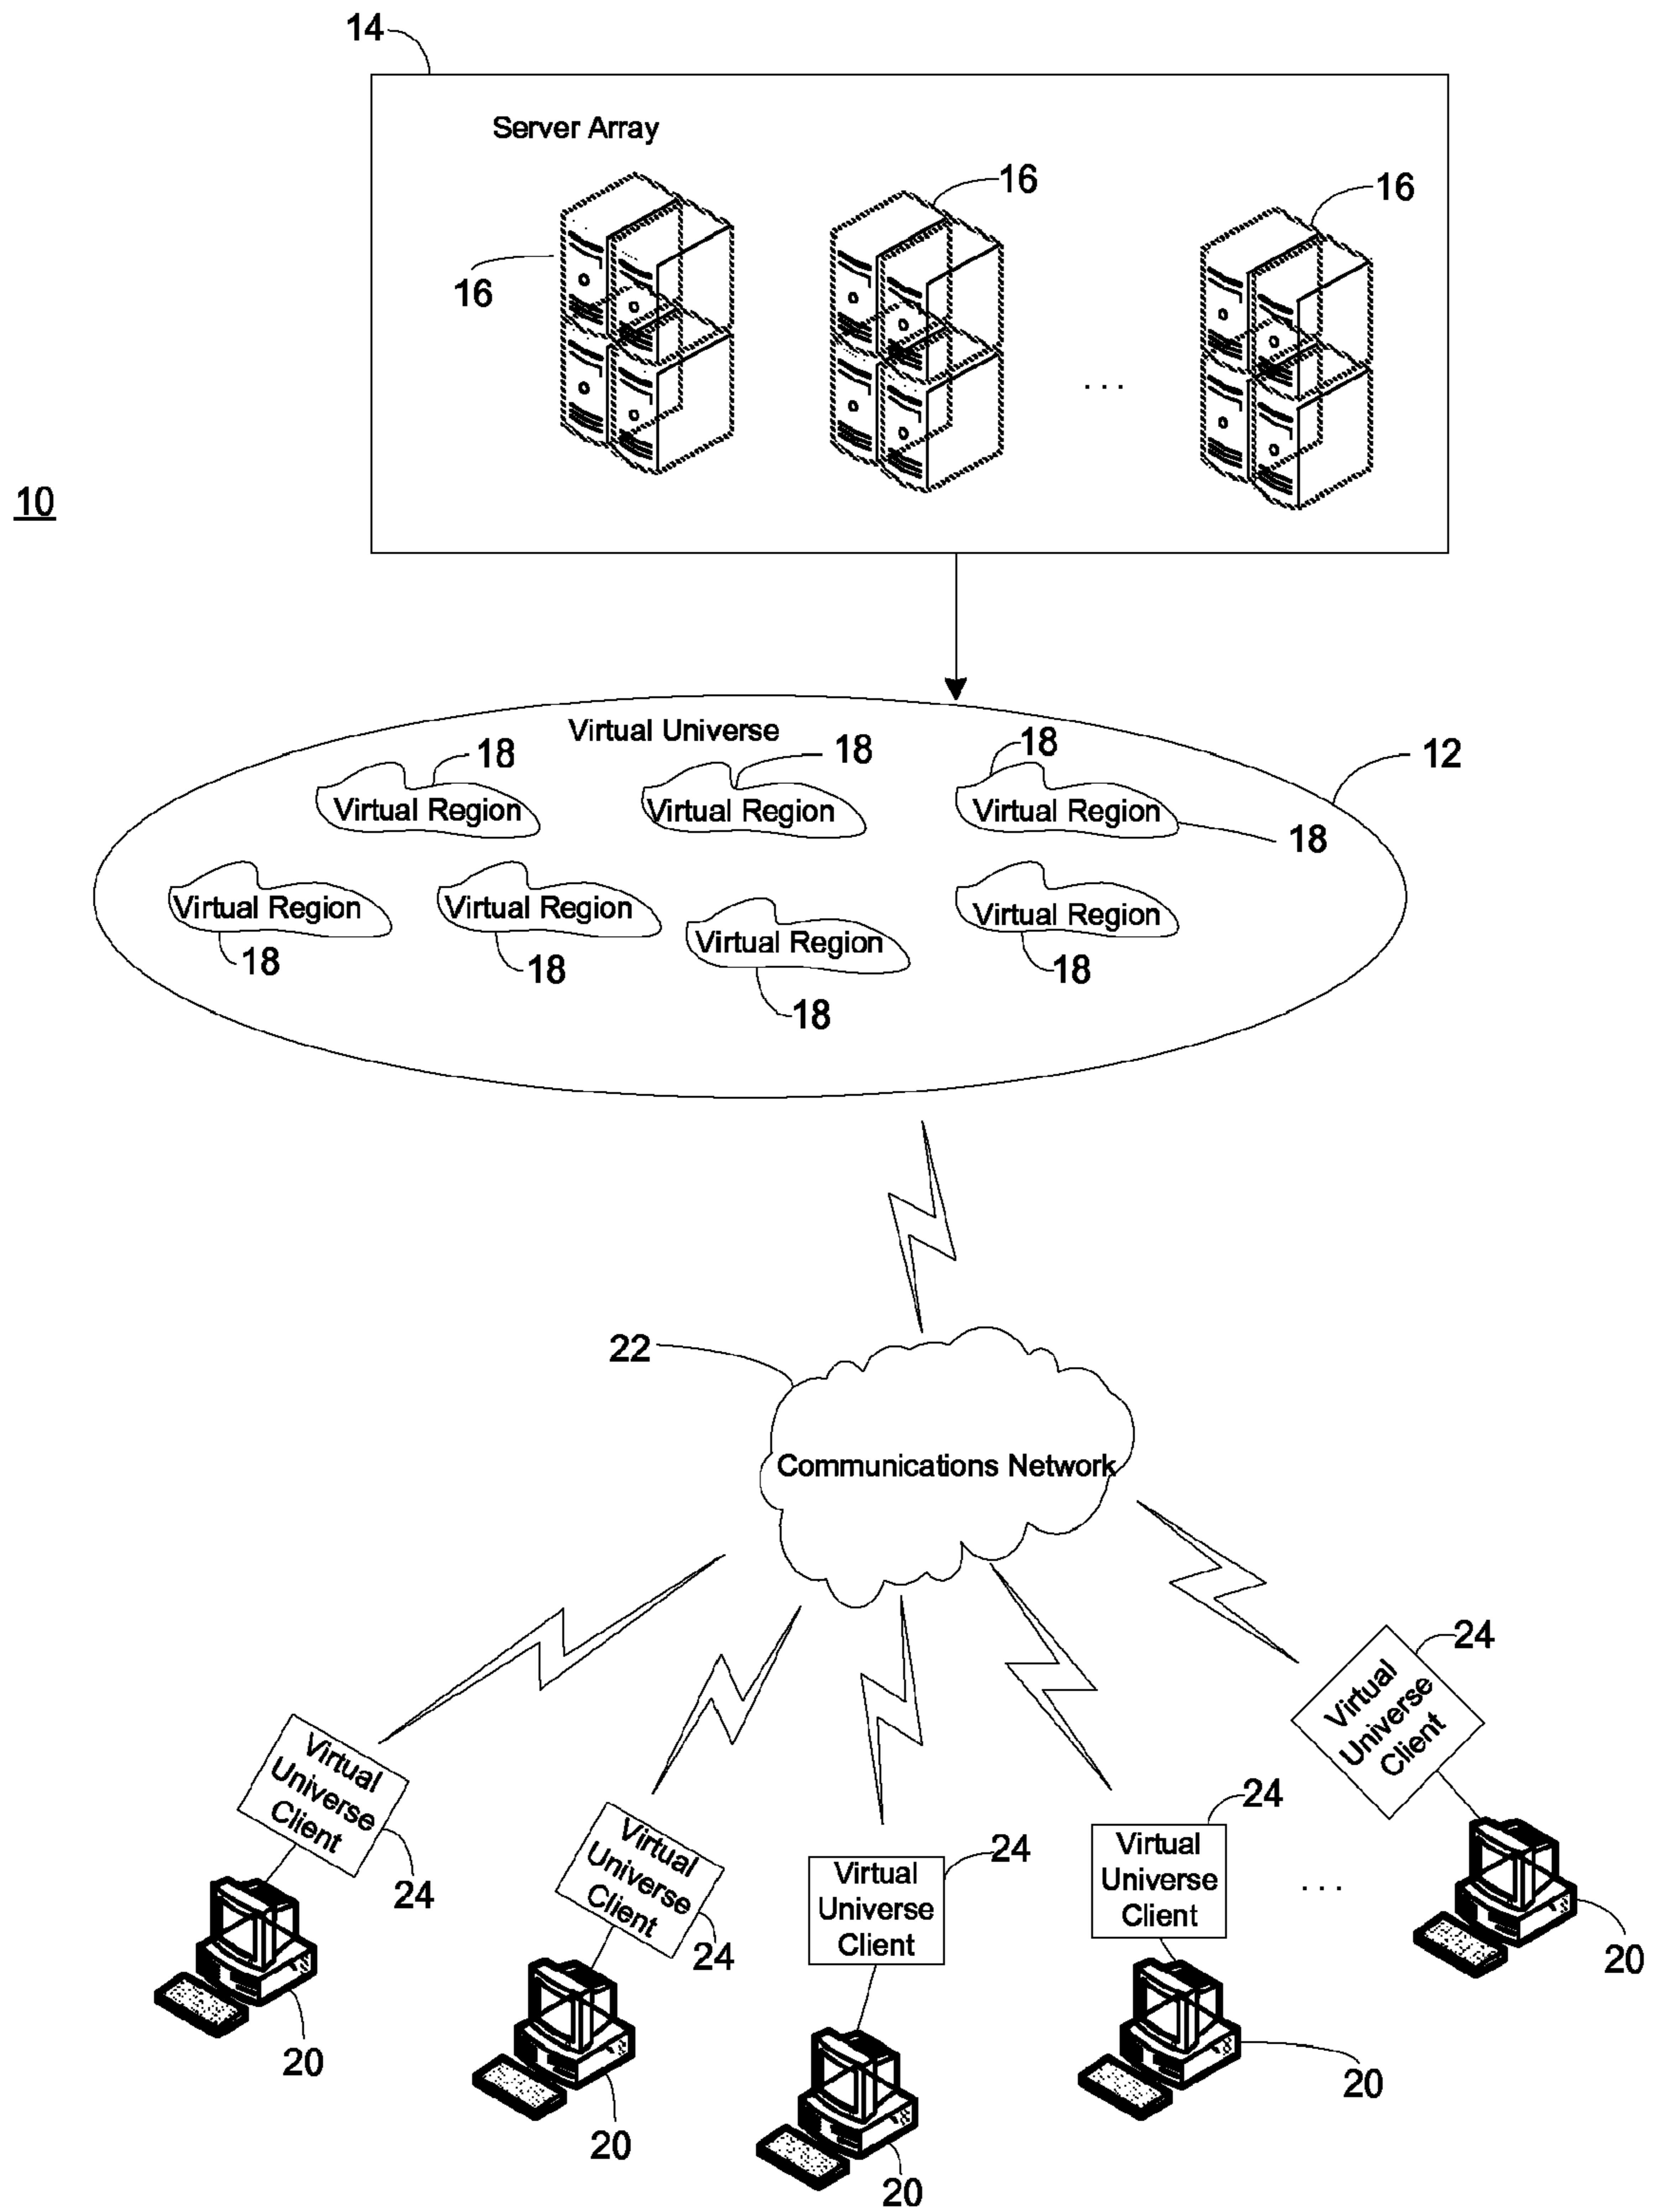 14
Server Array
16
16
16
. . .
10
Virtual Universe
18
18
18
12
Virtual Region
Virtual Region
Virtual Region
18
Virtual Region
Virtual Region
Virtual Region
Virtual Region
18
18
18
18
22
Communications Network
24
Virtual
Universe
Client
24
Virtual
Universe
Client
24
Virtual
Universe
Client
24
Virtual
Universe
Client
24
Virtual
Universe
Client
. . .
20
20
20
20
20